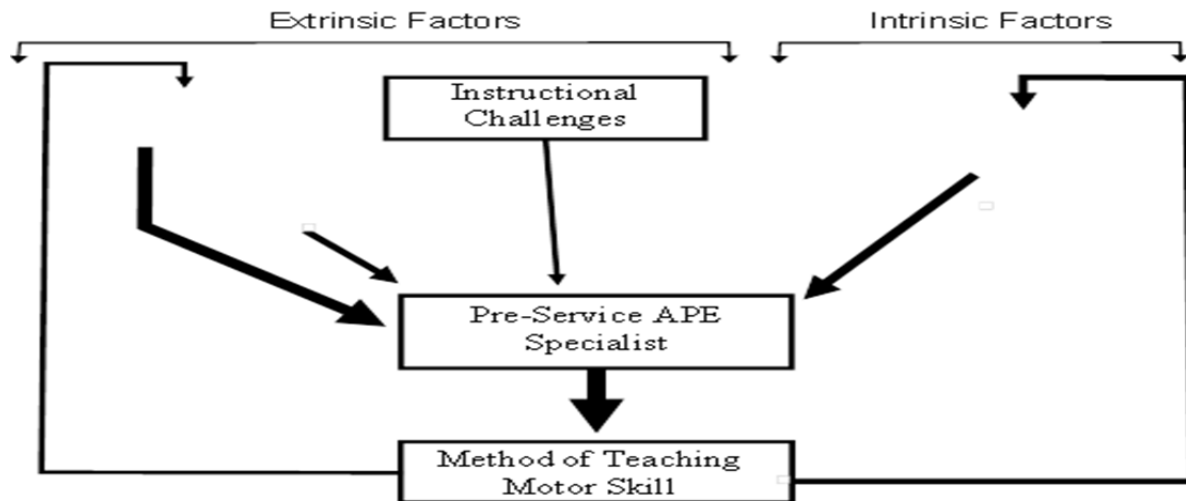 Extrinsic Factors
Intrinsic Factors
Instructional
Challenges
Pre-Service APE
Specialist
Method of Teaching
Motor Skill